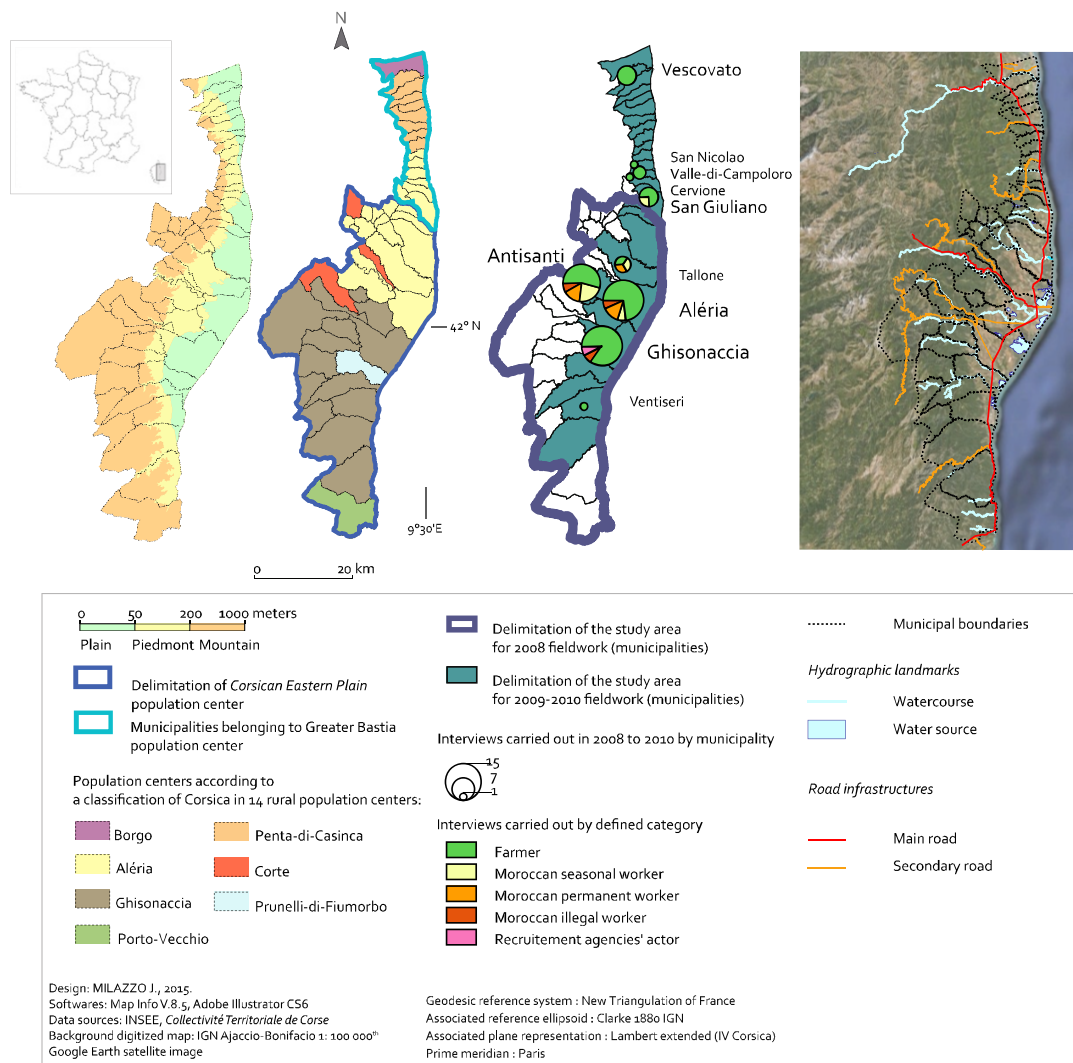 N
Vescovato
San Nicolao
Valle-di-Campoloro
Cervione
San Giuliano
Antisanti
Tallone
Aléria
42° N
Ghisonaccia
Ventiseri
9°30'E
0 20 km
0 50 200 1000 meters
Plain Piedmont Mountain
Delimitation of Corsican Eastern Plain
population center
Municipalities belonging to Greater Bastia
population center
Population centers according to
a classification of Corsica in 14 rural population centers:
Borgo
Penta-di-Casinca
Aléria
Corte
Ghisonaccia
Prunelli-di-Fiumorbo
Porto-Vecchio
Delimitation of the study area
for 2008 fieldwork (municipalities)
Delimitation of the study area
for 2009-2010 fieldwork (municipalities)
Interviews carried out in 2008 to 2010 by municipality
15
7
1
Interviews carried out by defined category
Farmer
Moroccan seasonal worker
Moroccan permanent worker
Moroccan illegal worker
Recruitement agencies' actor
Municipal boundaries
Hydrographic landmarks
Watercourse
Water source
Road infrastructures
Main road
Secondary road
Design: MILAZZO J., 2015.
Softwares: Map Info V.8.5, Adobe Illustrator CS6
Data sources: INSEE, Collectivité Territoriale de Corse
Background digitized map: IGN Ajaccio-Bonifacio 1: 100 000th
Google Earth satellite image
Geodesic reference system : New Triangulation of France
Associated reference ellipsoid : Clarke 1880 IGN
Associated plane representation : Lambert extended (IV Corsica)
Prime meridian : Paris